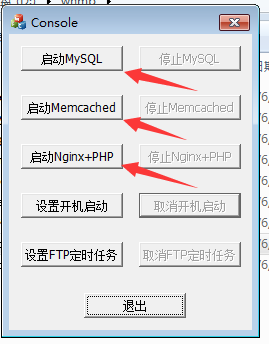 Console
启动MySQL 停止MySQL
启动Memcached 停止Memcached
启动Nginx+PHP 停止Nginx+PHP
设置开机启动 取消开机启动
设置FTP定时任务 取消FTP定时任务
退出